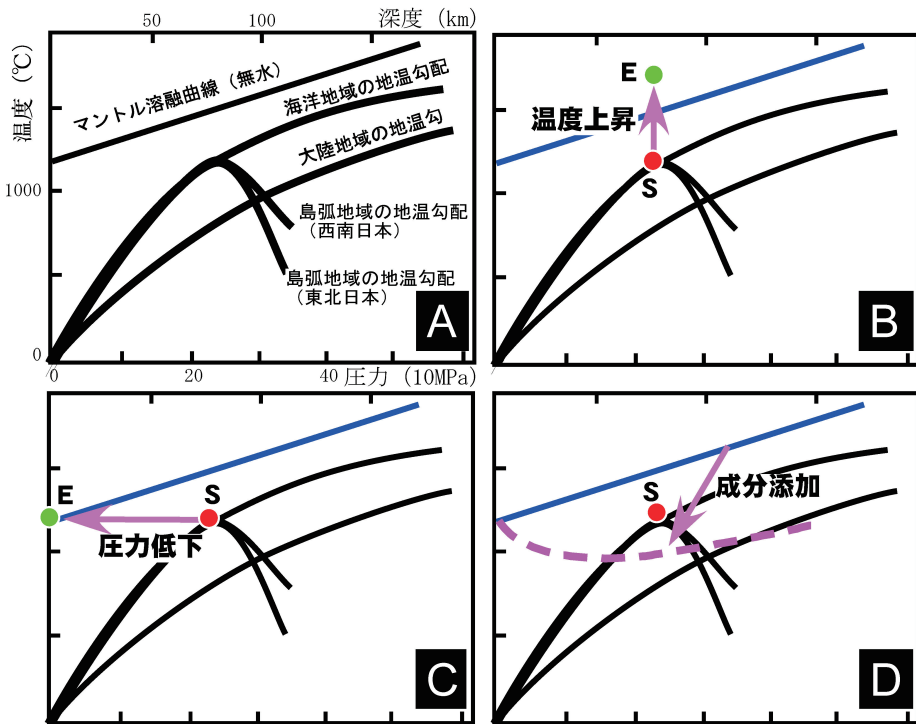 50
100
深度 (km)
温度 (℃)
1000
0
マントル溶融曲線（無水）
海洋地域の地温勾配
大陸地域の地温勾
島弧地域の地温勾配
（西南日本）
島弧地域の地温勾配
（東北日本）
A
0
20
40
圧力 (10MPa)
E
温度上昇
S
B
E
S
圧力低下
C
S
成分添加
D